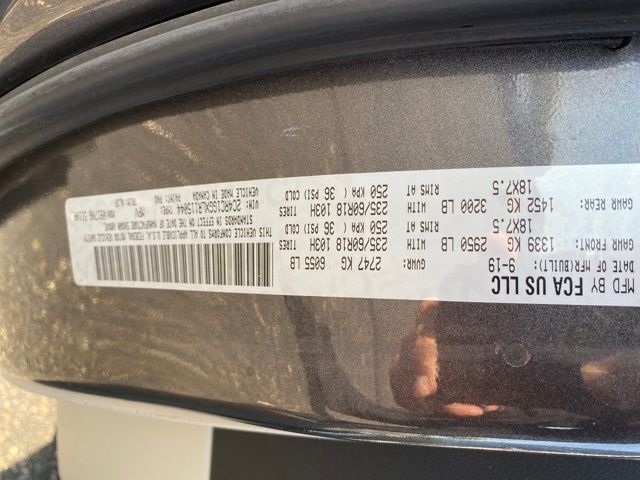 MFD BY FCA US LLC
DATE OF MFR(BUILT): 9-19 GVWR: 2747 KG 6055 LB
GAWR FRONT: 1339 KG 2950 LB WITH 235/60R18 103H TIRES
18X7.5 RIMS AT 250 KPA ( 36 PSI) COLD
GAWR REAR: 1452 KG 3200 LB WITH 235/60R18 103H TIRES
18X7.5 RIMS AT 250 KPA ( 36 PSI) COLD
THIS VEHICLE CONFORMS TO ALL APPLICABLE U.S.A. FEDERAL MOTOR VEHICLE SAFETY
STANDARDS IN EFFECT ON THE DATE OF MANUFACTURE SHOWN ABOVE.
TYPE: MPV
VEHICLE MADE IN CANADA PAINT: